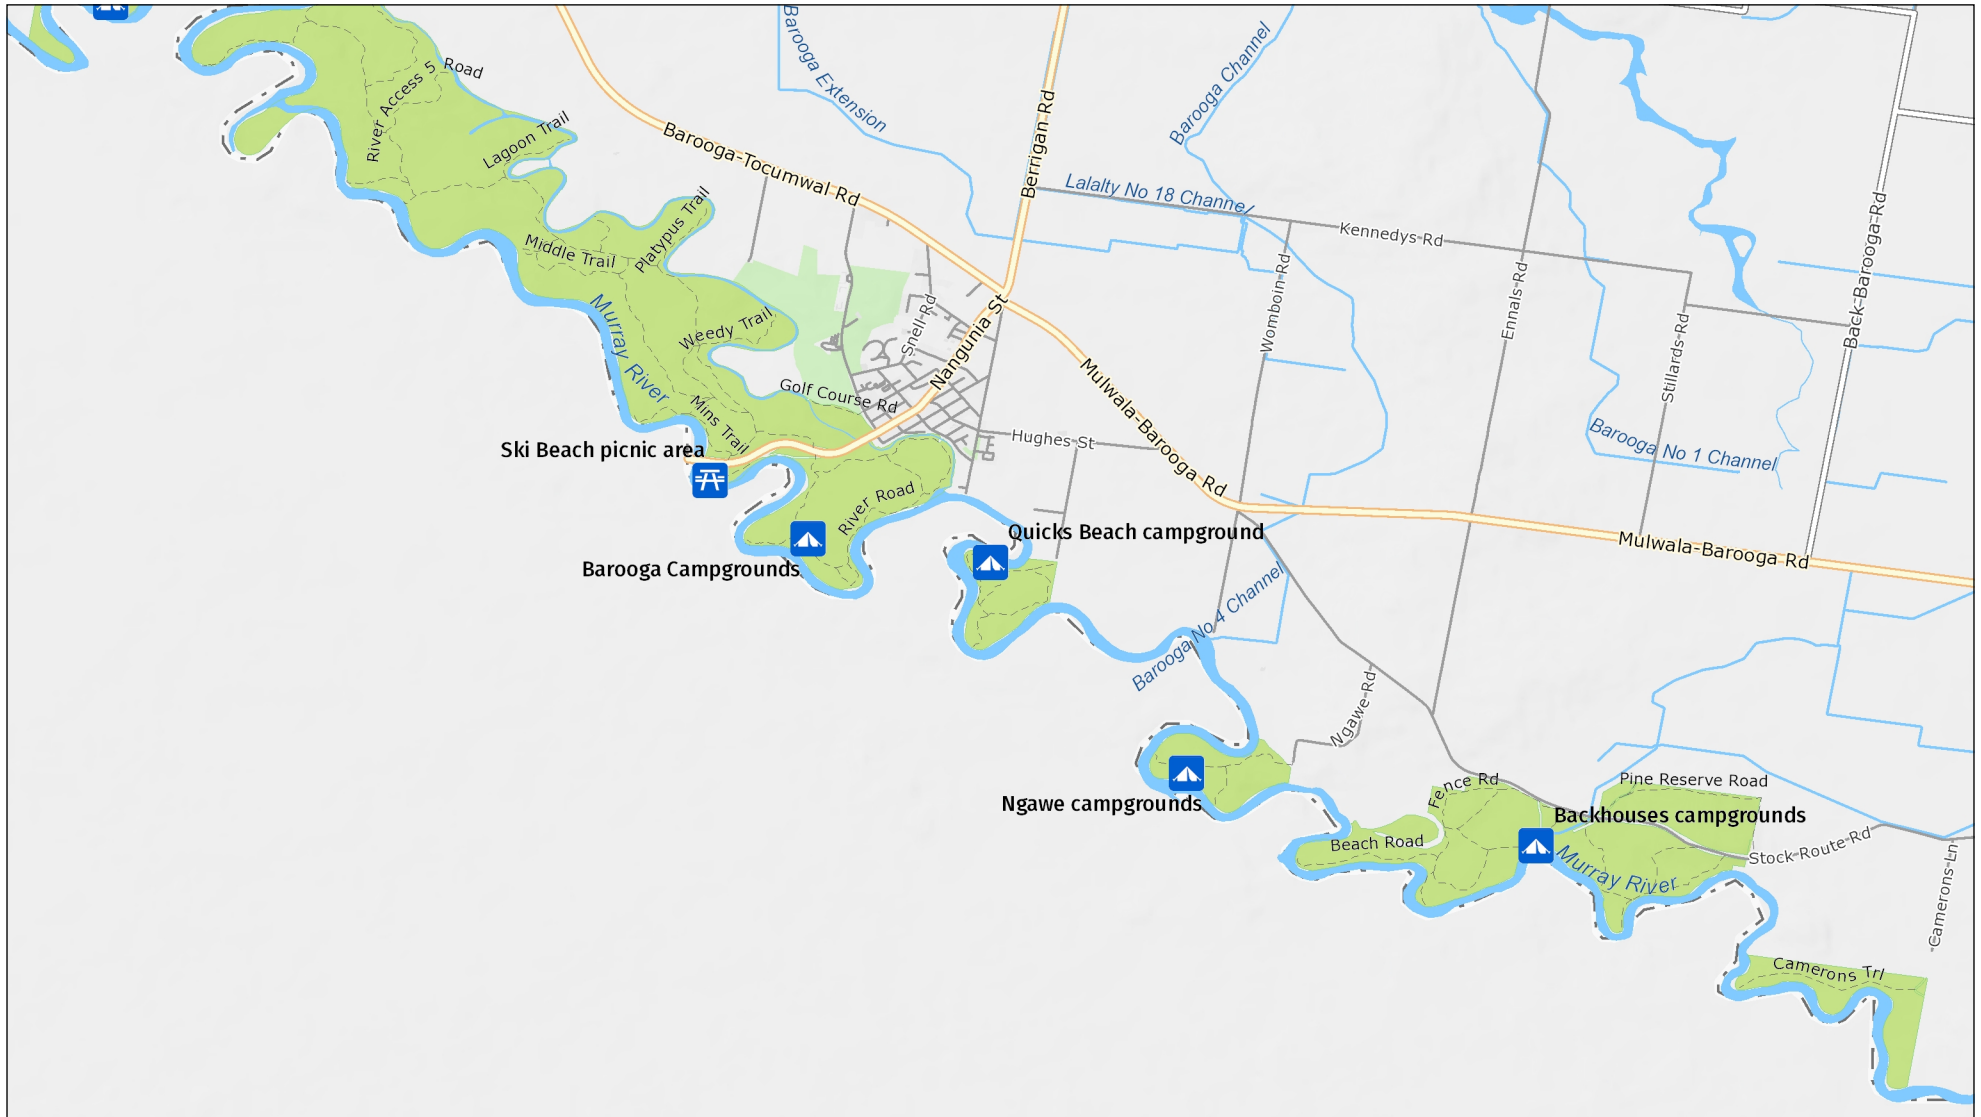 Barooga Extension
Barooga Channel
River Access 5 Road
Lagoon Trail
Barooga-Tocumwal Rd
Berrigan-Rd
Lalalty No 18 Channel
Kennedys Rd
Back-Barooga-Rd
Platypus Trail
Middle Trail
Murray River
Weedy Trail
Snell-Rd
Nangunia St
Womboin-Rd
Ennals-Rd
Stillards-Rd
Golf Course Rd
Mins Trail
Mulwala-Barooga Rd
Hughes St
Barooga No 1 Channel
Ski Beach picnic area
River Road
Quicks Beach campground
Mulwala-Barooga Rd
Barooga Campgrounds
Barooga No 4 Channel
Ngawe-Rd
Ngawe campgrounds
Fence Rd
Pine Reserve Road
Backhouses campgrounds
Beach Road
Stock-Route-Rd
Murray River
Camerons-Ln
Camerons Trl